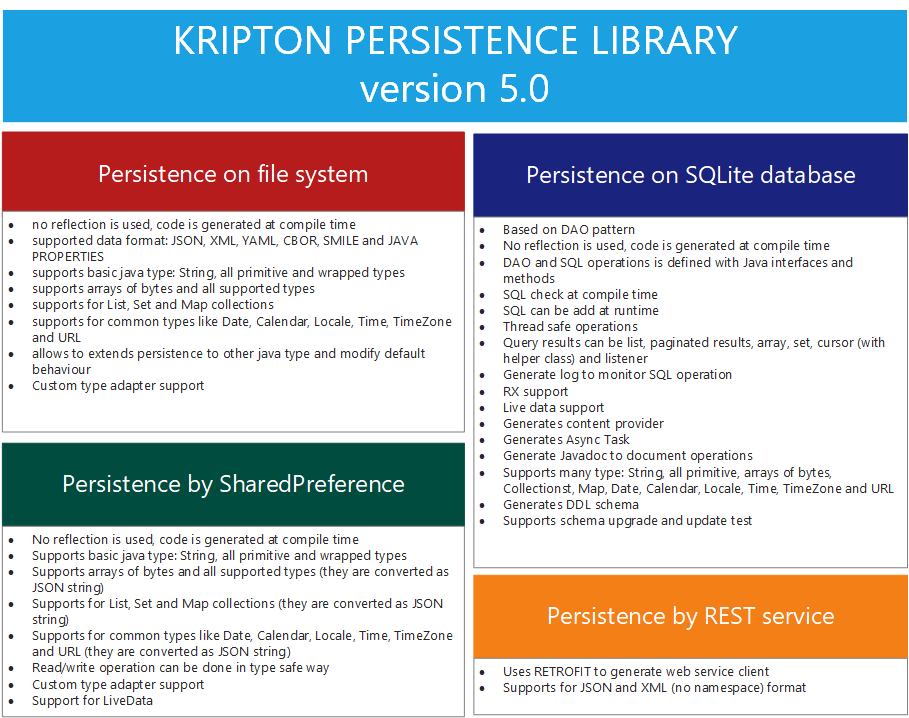 KRIPTON PERSISTENCE LIBRARY
version 5.0
Persistence on file system
• no reflection is used, code is generated at compile time
• supported data format: JSON, XML, YAML, CBOR, SMILE and JAVA
PROPERTIES
• supports basic java type: String, all primitive and wrapped types
• supports arrays of bytes and all supported types
• supports for List, Set and Map collections
• supports for common types like Date, Calendar, Locale, Time, TimeZone
and URL
• allows to extends persistence to other java type and modify default
behaviour
• Custom type adapter support
Persistence by SharedPreference
• No reflection is used, code is generated at compile time
• Supports basic java type: String, all primitive and wrapped types
• Supports arrays of bytes and all supported types (they are converted as
JSON string)
• Supports for List, Set and Map collections (they are converted as JSON
string)
• Supports for common types like Date, Calendar, Locale, Time, TimeZone
and URL (they are converted as JSON string)
• Read/write operation can be done in type safe way
• Custom type adapter support
• Support for LiveData
Persistence on SQLite database
• Based on DAO pattern
• No reflection is used, code is generated at compile time
• DAO and SQL operations is defined with Java interfaces and
methods
• SQL check at compile time
• SQL can be add at runtime
• Thread safe operations
• Query results can be list, paginated results, array, set, cursor (with
helper class) and listener
• Generate log to monitor SQL operation
• RX support
• Live data support
• Generates content provider
• Generates Async Task
• Generate Javadoc to document operations
• Supports many type: String, all primitive, arrays of bytes,
Collectionst, Map, Date, Calendar, Locale, Time, TimeZone and URL
• Generates DDL schema
• Supports schema upgrade and update test
Persistence by REST service
• Uses RETROFIT to generate web service client
• Supports for JSON and XML (no namespace) format